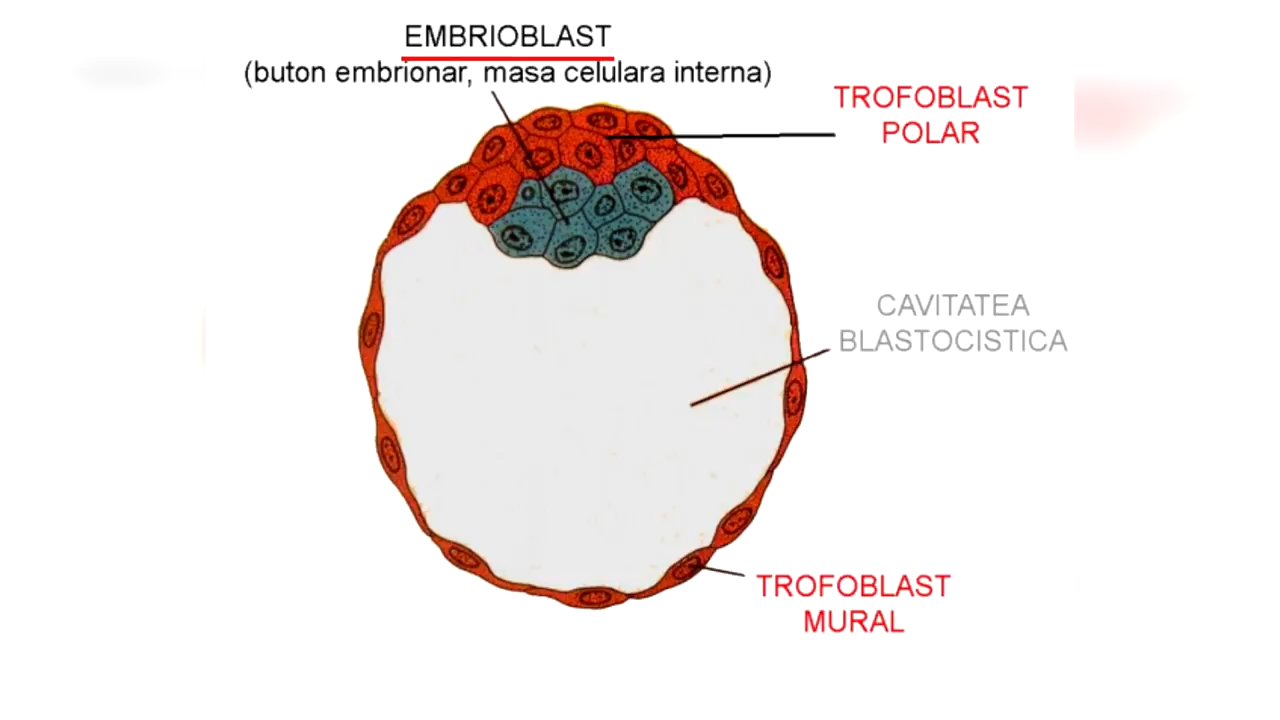 EMBRIOBLAST
(buton embrionar, masa celulara interna)
TROFOBLAST
POLAR
CAVITATEA
BLASTOCISTICA
TROFOBLAST
MURAL